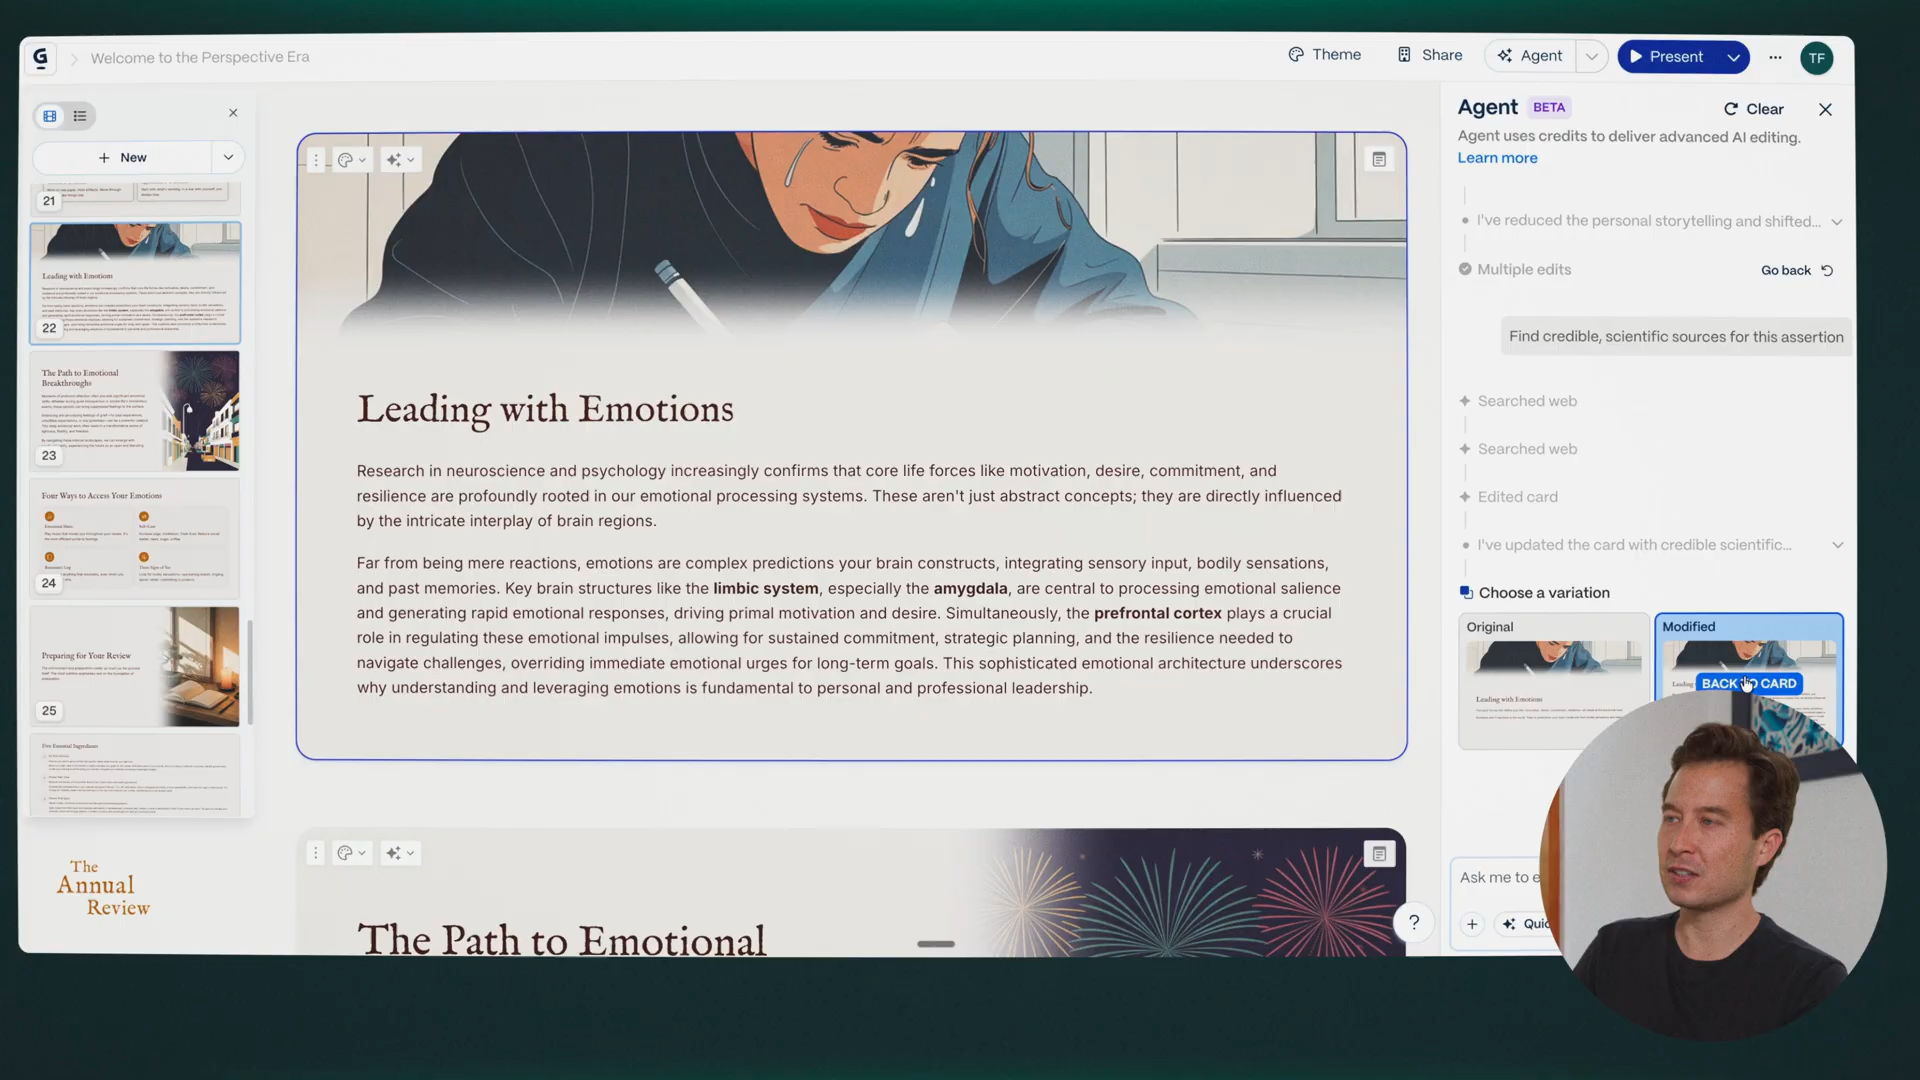 Welcome to the Perspective Era
Theme
Share
Agent
Present
TF
New
21
Leading with Emotions
22
The Path to Emotional
Breakthroughs
23
Four Ways to Access Your Emotions
24
Preparing for Your Review
25
Five Essential Ingredients
The
Annual
Review
Leading with Emotions
Research in neuroscience and psychology increasingly confirms that core life forces like motivation, desire, commitment, and
resilience are profoundly rooted in our emotional processing systems. These aren't just abstract concepts; they are directly influenced
by the intricate interplay of brain regions.
Far from being mere reactions, emotions are complex predictions your brain constructs, integrating sensory input, bodily sensations,
and past memories. Key brain structures like the limbic system, especially the amygdala, are central to processing emotional salience
and generating rapid emotional responses, driving primal motivation and desire. Simultaneously, the prefrontal cortex plays a crucial
role in regulating these emotional impulses, allowing for sustained commitment, strategic planning, and the resilience needed to
navigate challenges, overriding immediate emotional urges for long-term goals. This sophisticated emotional architecture underscores
why understanding and leveraging emotions is fundamental to personal and professional leadership.
The Path to Emotional
?
Agent BETA
Clear
Agent uses credits to deliver advanced AI editing.
Learn more
I've reduced the personal storytelling and shifted...
Multiple edits
Go back
Find credible, scientific sources for this assertion
Searched web
Searched web
Edited card
I've updated the card with credible scientific...
Choose a variation
Original
Leading with Emotions
Modified
BACK TO CARD
Ask me to e
Quic